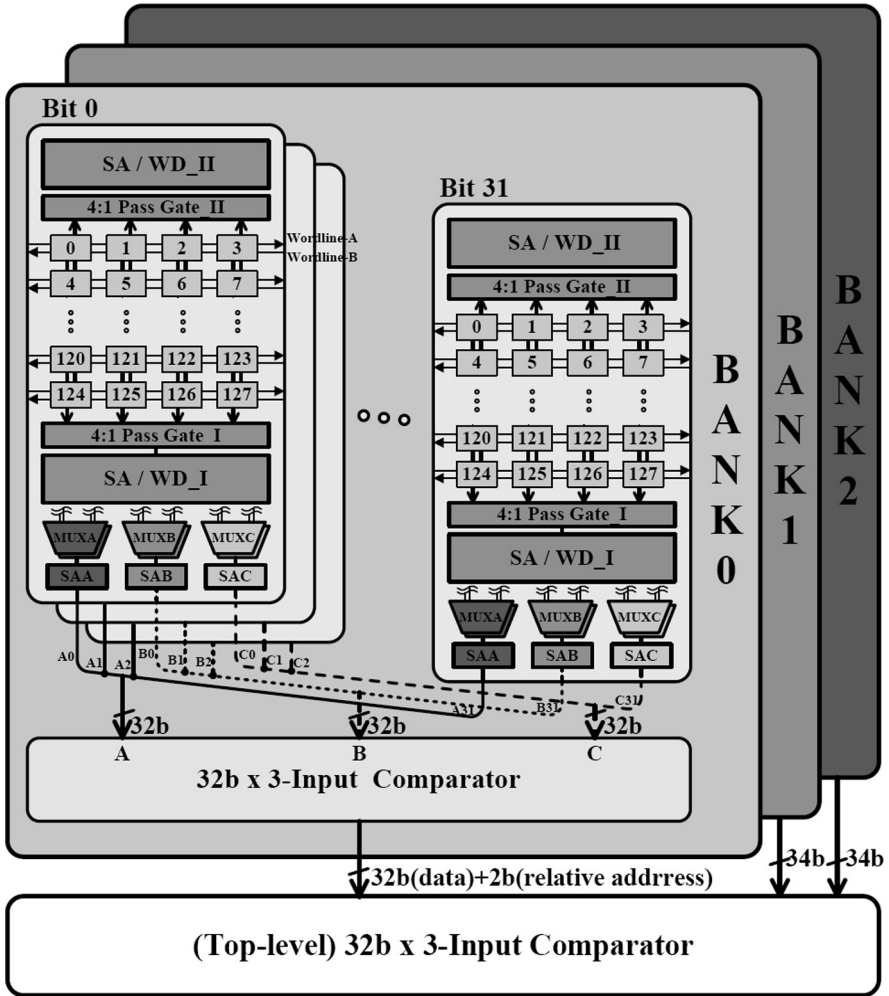 Bit 0
SA / WD_II
4:1 Pass Gate_II
Wordline-A
0 1 2 3
Wordline-B
4 5 6 7
120 121 122 123
124 125 126 127
4:1 Pass Gate_I
SA / WD_I
MUXA MUXB MUXC
SAA SAB SAC
Bit 31
SA / WD_II
4:1 Pass Gate_II
0 1 2 3
4 5 6 7
120 121 122 123
124 125 126 127
4:1 Pass Gate_I
SA / WD_I
MUXA MUXB MUXC
SAA SAB SAC
BANK0
BANK1
BANK2
A0 A1 A2 B0 B1 B2 C0 C1 C2
A31 B31 C31
32b 32b 32b
A B C
32b x 3-Input Comparator
32b(data)+2b(relative addrress)
34b 34b
(Top-level) 32b x 3-Input Comparator